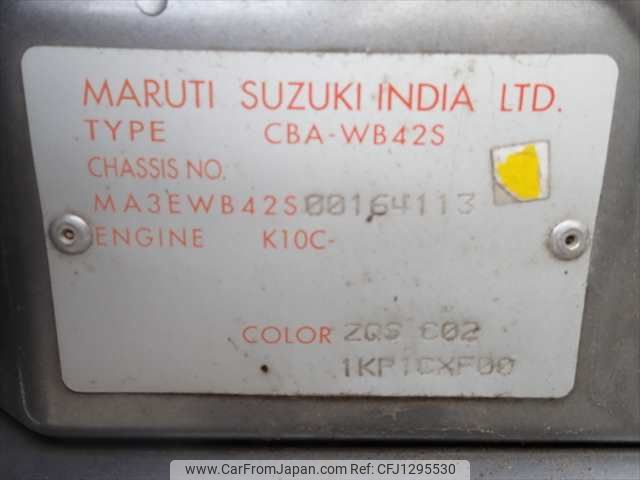 MARUTI SUZUKI INDIA LTD.
TYPE CBA-WB42S
CHASSIS NO.
MA3EWB42S00164113
ENGINE K10C-
COLOR ZQS C02
1KP1CXF00
www.CarFromJapan.com Ref: CFJ1295530